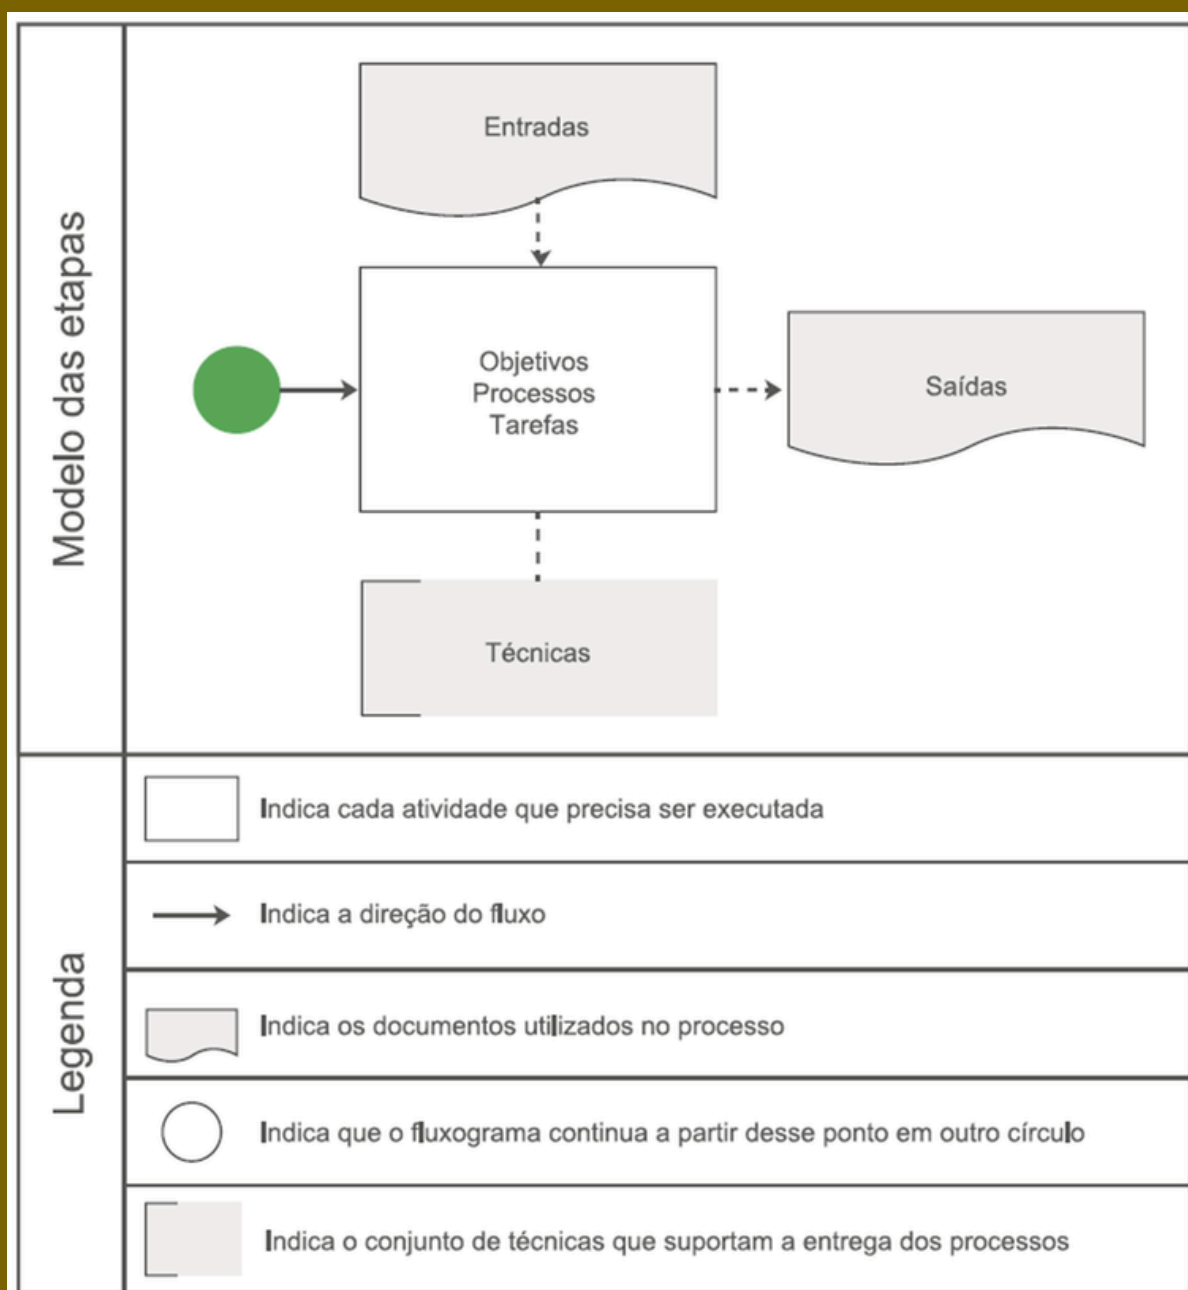 Modelo das etapas
Entradas
Objetivos
Processos
Tarefas
Saídas
Técnicas
Legenda
Indica cada atividade que precisa ser executada
Indica a direção do fluxo
Indica os documentos utilizados no processo
Indica que o fluxograma continua a partir desse ponto em outro círculo
Indica o conjunto de técnicas que suportam a entrega dos processos